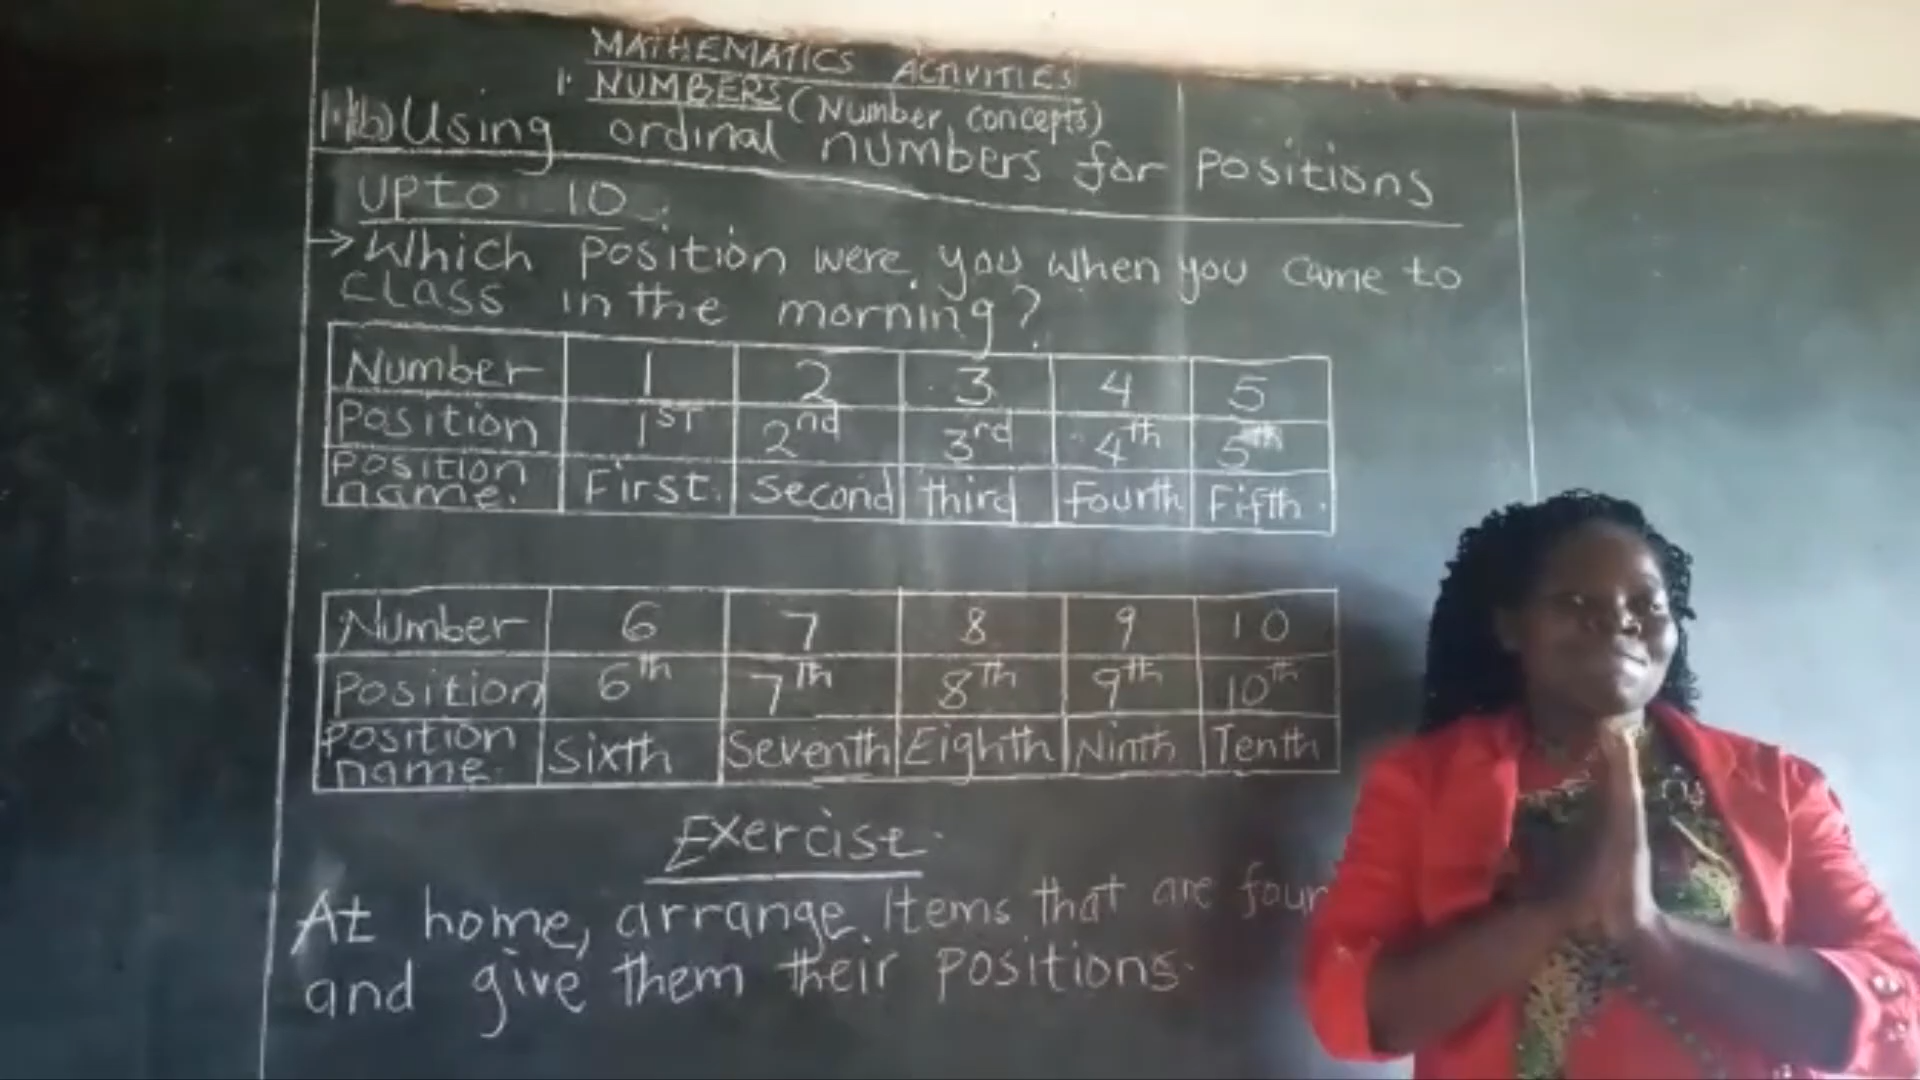 MATHEMATICS ACTIVITIES
1. NUMBERS (Number concepts)
b) Using ordinal numbers for positions
upto 10.
→ Which position were you when you came to
class in the morning?
Number 1 2 3 4 5
Position 1ST 2nd 3rd 4th 5th
Position name. First. Second third fourth Fifth.
Number 6 7 8 9 10
Position 6th 7th 8th 9th 10th
Position name. Sixth Seventh Eighth Ninth Tenth
Exercise.
At home, arrange items that are
and give them their positions.